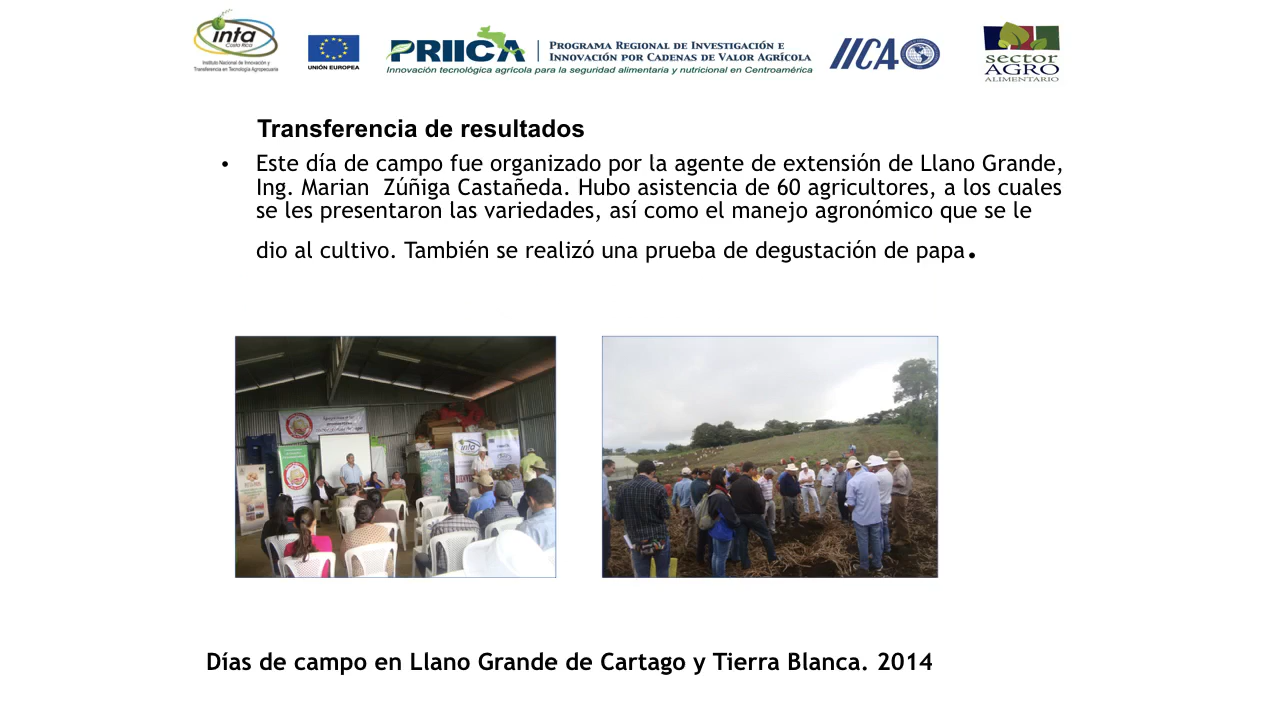 inta
Costa Rica
Instituto Nacional de Innovación y
Transferencia en Tecnología Agropecuaria
UNIÓN EUROPEA
PRIICA
PROGRAMA REGIONAL DE INVESTIGACIÓN E
INNOVACIÓN POR CADENAS DE VALOR AGRÍCOLA
Innovación tecnológica agrícola para la seguridad alimentaria y nutricional en Centroamérica
IICA
sector
AGRO
ALIMENTARIO
Transferencia de resultados
• Este día de campo fue organizado por la agente de extensión de Llano Grande,
Ing. Marian  Zúñiga Castañeda. Hubo asistencia de 60 agricultores, a los cuales
se les presentaron las variedades, así como el manejo agronómico que se le
dio al cultivo. También se realizó una prueba de degustación de papa.
inta
Días de campo en Llano Grande de Cartago y Tierra Blanca. 2014